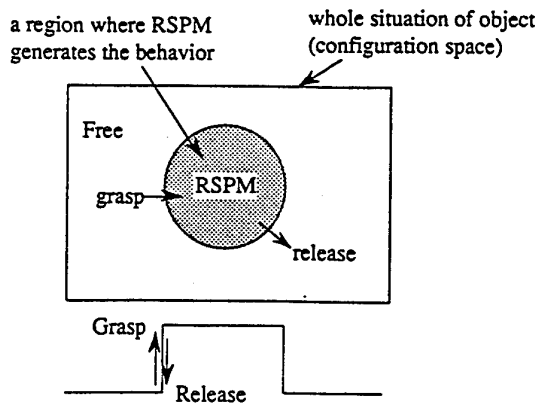 a region where RSPM
generates the behavior
whole situation of object
(configuration space)
Free
RSPM
grasp
release
Grasp
Release